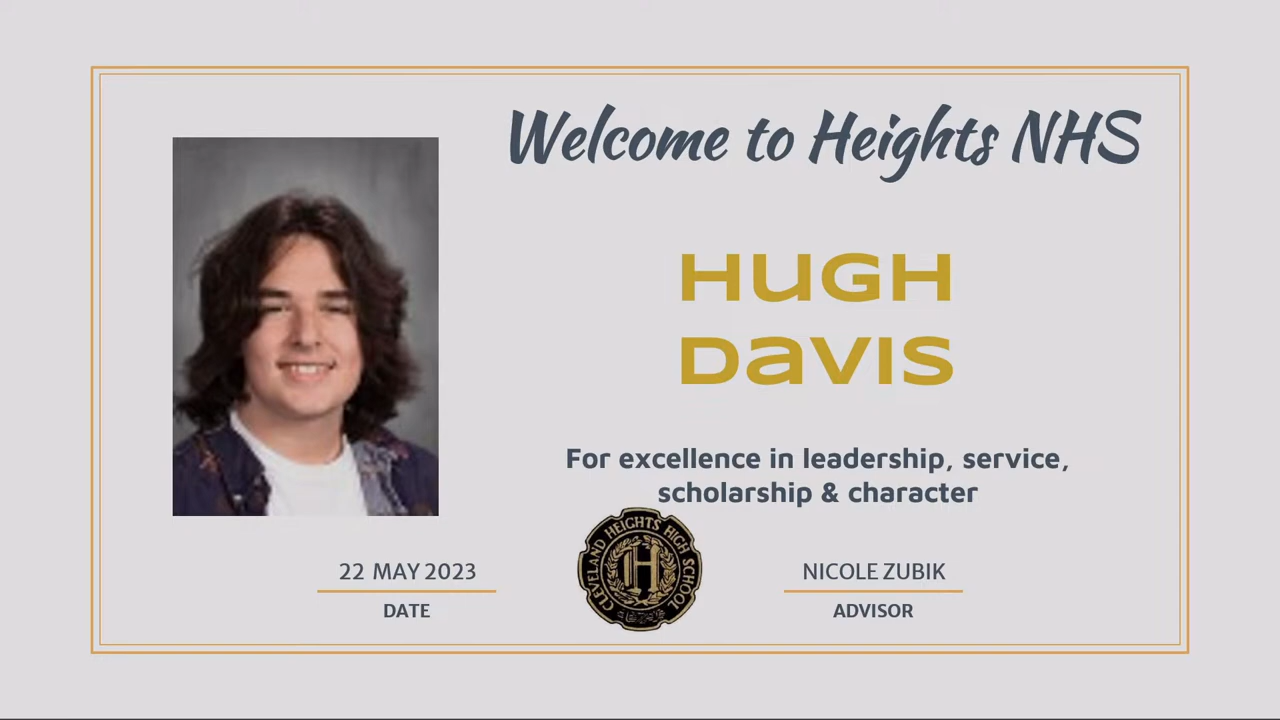 Welcome to Heights NHS
HUGH
DAVIS
For excellence in leadership, service,
scholarship & character
CLEVELAND HEIGHTS HIGH SCHOOL
H
22 MAY 2023
NICOLE ZUBIK
DATE
ADVISOR